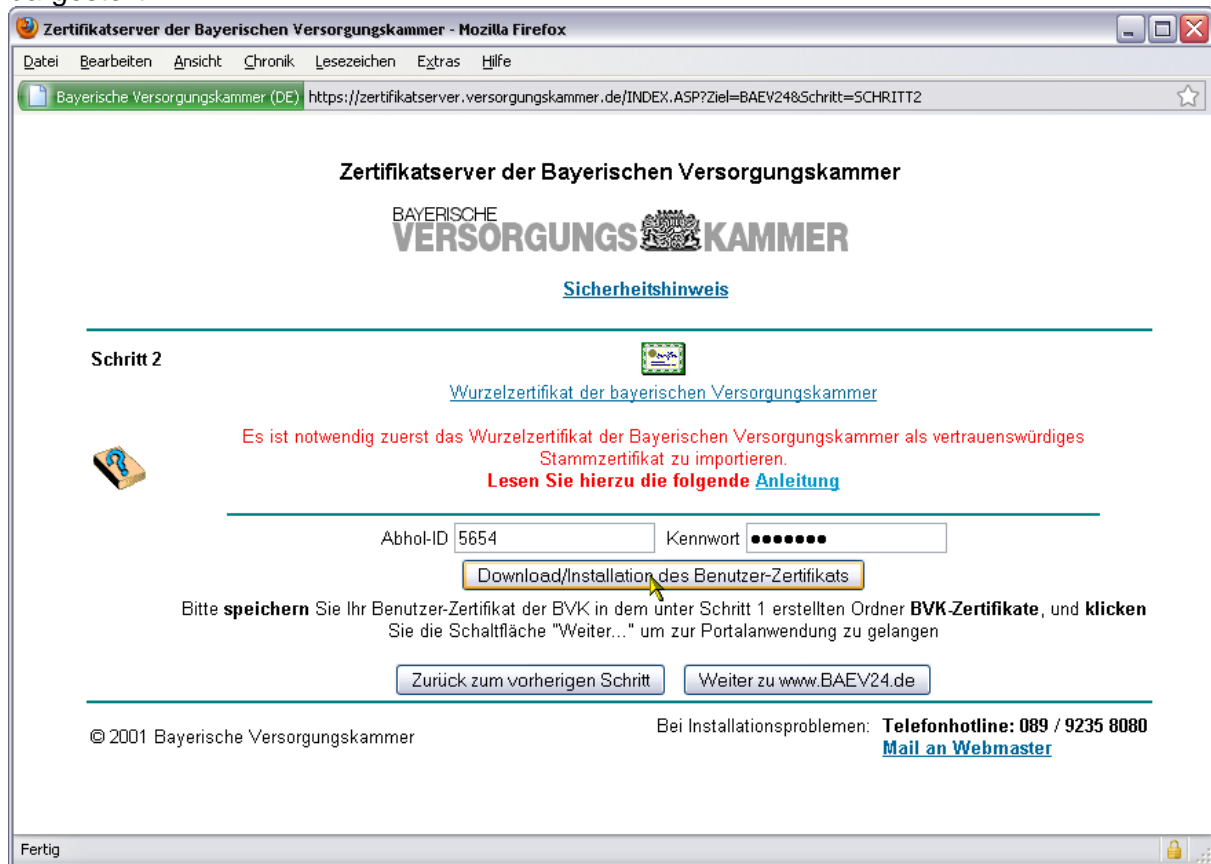 Zertifikatserver der Bayerischen Versorgungskammer - Mozilla Firefox
Datei Bearbeiten Ansicht Chronik Lesezeichen Extras Hilfe
Bayerische Versorgungskammer (DE) https://zertifikatserver.versorgungskammer.de/INDEX.ASP?Ziel=BAEV24&Schritt=SCHRITT2
Zertifikatserver der Bayerischen Versorgungskammer
BAYERISCHE
VERSORGUNGS KAMMER
Sicherheitshinweis
Schritt 2
Wurzelzertifikat der bayerischen Versorgungskammer
Es ist notwendig zuerst das Wurzelzertifikat der Bayerischen Versorgungskammer als vertrauenswürdiges
Stammzertifikat zu importieren.
Lesen Sie hierzu die folgende Anleitung
Abhol-ID 5654 Kennwort ●●●●●●●
Download/Installation des Benutzer-Zertifikats
Bitte speichern Sie Ihr Benutzer-Zertifikat der BVK in dem unter Schritt 1 erstellten Ordner BVK-Zertifikate, und klicken
Sie die Schaltfläche "Weiter..." um zur Portalanwendung zu gelangen
Zurück zum vorherigen Schritt Weiter zu www.BAEV24.de
© 2001 Bayerische Versorgungskammer Bei Installationsproblemen: Telefonhotline: 089 / 9235 8080
Mail an Webmaster
Fertig